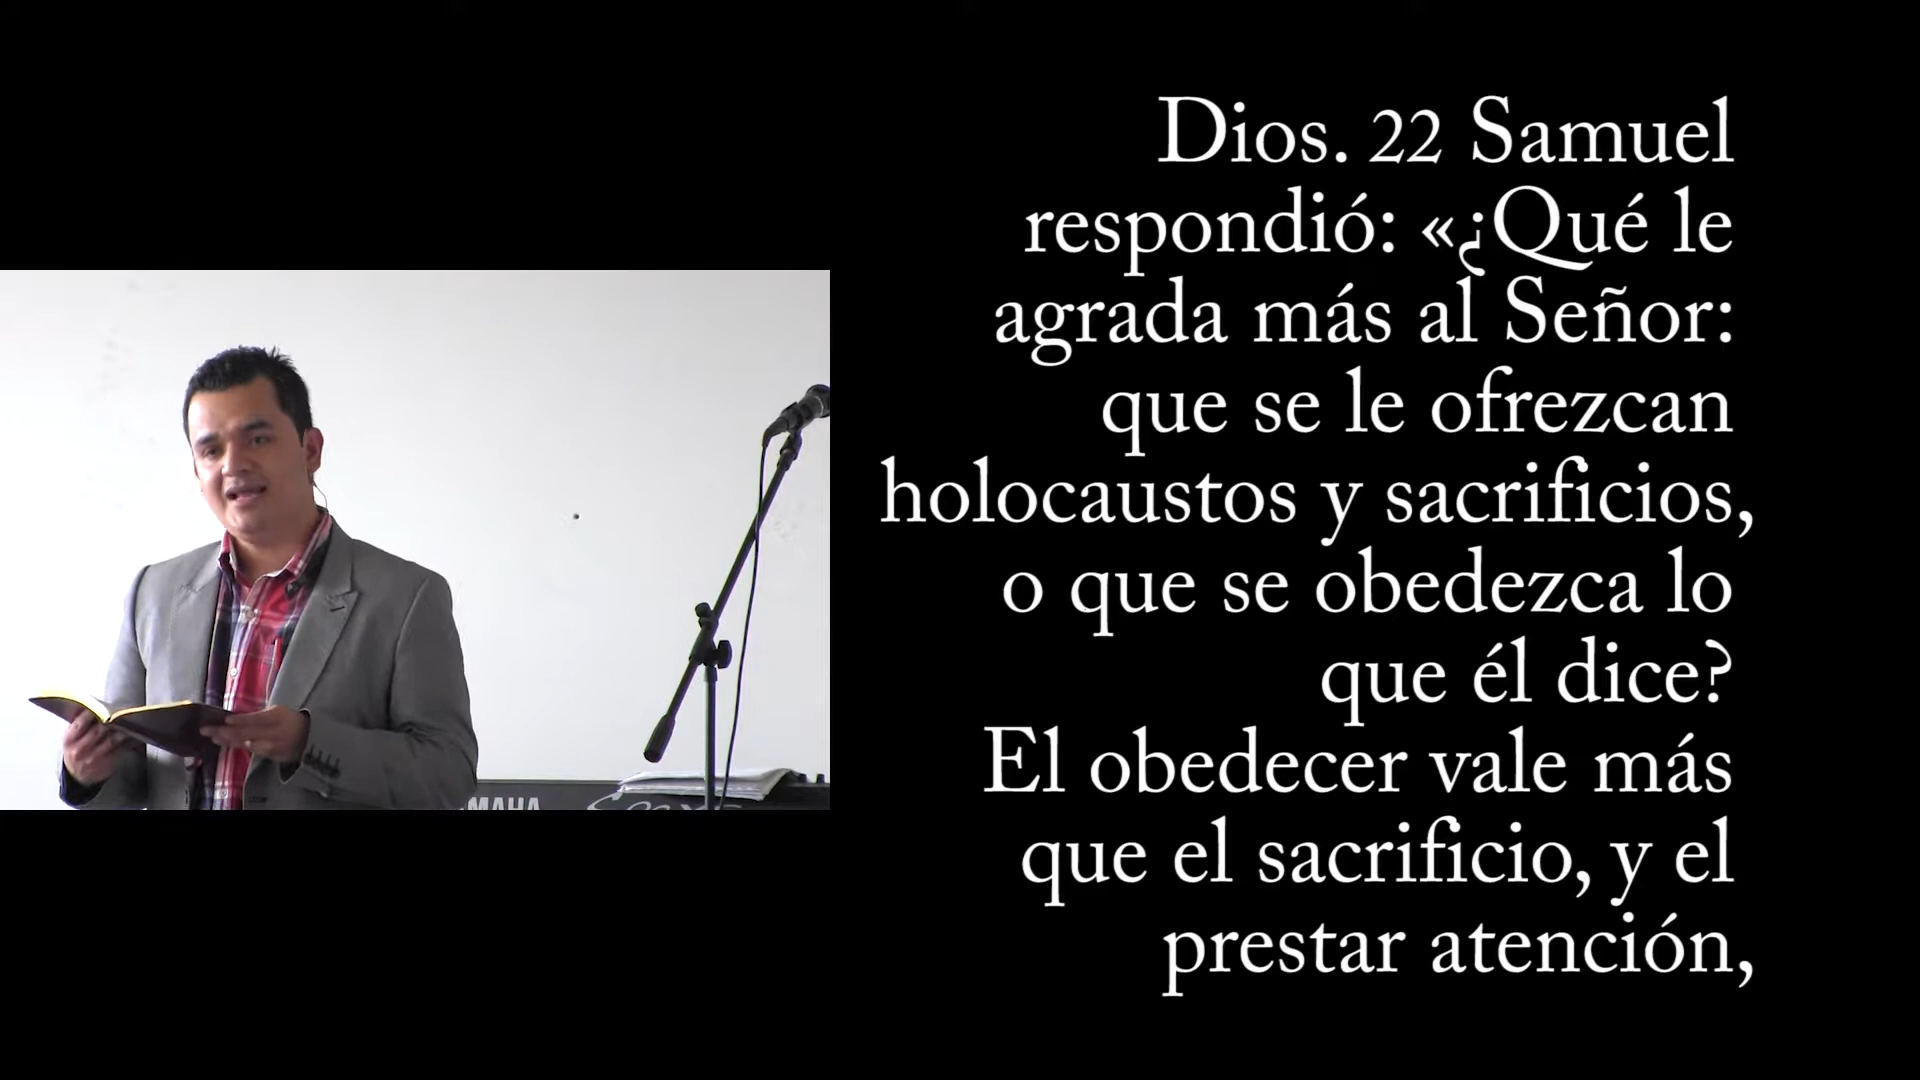 Dios. 22 Samuel
respondió: «¿Qué le
agrada más al Señor:
que se le ofrezcan
holocaustos y sacrificios,
o que se obedezca lo
que él dice?
El obedecer vale más
que el sacrificio, y el
prestar atención,
AMAHA